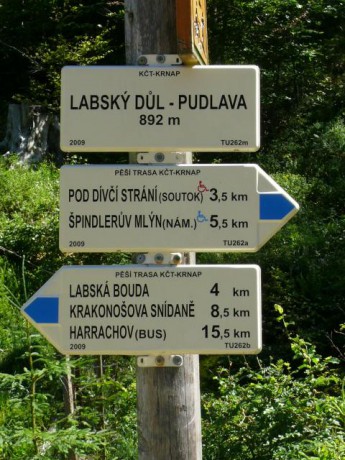 KČT-KRNAP
LABSKÝ DŮL - PUDLAVA
892 m
2009 TU262m
PĚŠÍ TRASA KČT-KRNAP
POD DÍVČÍ STRÁNÍ (SOUTOK) 3,5 km
ŠPINDLERŮV MLÝN (NÁM.) 5,5 km
2009 TU262a
PĚŠÍ TRASA KČT-KRNAP
LABSKÁ BOUDA 4 km
KRAKONOŠOVA SNÍDANĚ 8,5 km
HARRACHOV (BUS) 15,5 km
2009 TU262b